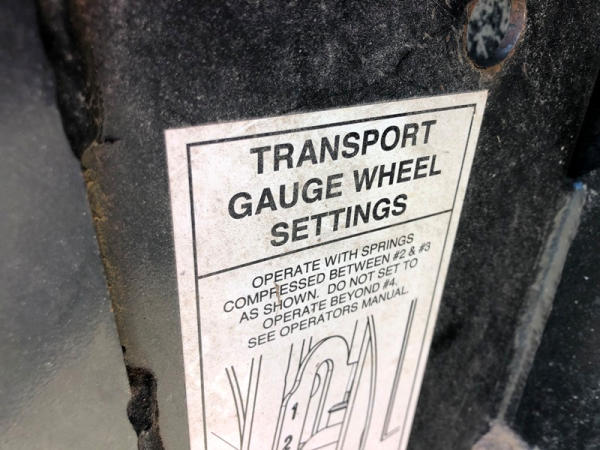 TRANSPORT
GAUGE WHEEL
SETTINGS
OPERATE WITH SPRINGS
COMPRESSED BETWEEN #2 & #3
AS SHOWN. DO NOT SET TO
OPERATE BEYOND #4.
SEE OPERATORS MANUAL.
1
2